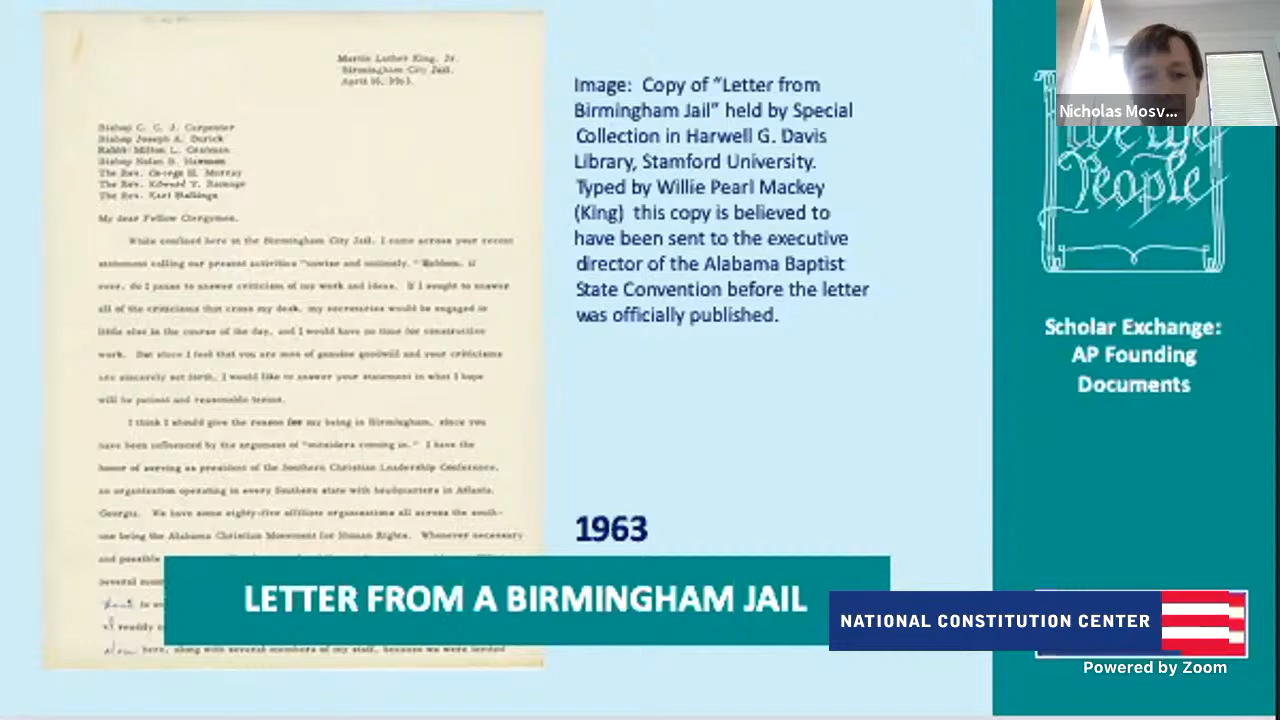 Martin Luther King, Jr.
Birmingham City Jail.
April 16, 1963.
Bishop C. C. J. Carpenter
Bishop Joseph A. Durick
Rabbi Milton L. Grafman
Bishop Nolan B. Harmon
The Rev. George H. Murray
The Rev. Edward V. Ramage
The Rev. Earl Stallings
My dear Fellow Clergymen,
While confined here in the Birmingham City Jail, I came across your recent
statement calling our present activities "unwise and untimely." Seldom, if
ever, do I pause to answer criticism of my work and ideas. If I sought to answer
all of the criticisms that cross my desk, my secretaries would be engaged in
little else in the course of the day, and I would have no time for constructive
work. But since I feel that you are men of genuine goodwill and your criticisms
are sincerely set forth, I would like to answer your statement in what I hope
will be patient and reasonable terms.
I think I should give the reason for my being in Birmingham, since you
have been influenced by the argument of "outsiders coming in." I have the
honor of serving as president of the Southern Christian Leadership Conference,
an organization operating in every Southern state with headquarters in Atlanta,
Georgia. We have some eighty-five affiliate organizations all across the south-
one being the Alabama Christian Movement for Human Rights. Whenever necessary
and possible
several
readily
here, along with several members of my staff, because we were invited
Image: Copy of "Letter from
Birmingham Jail" held by Special
Collection in Harwell G. Davis
Library, Stamford University.
Typed by Willie Pearl Mackey
(King) this copy is believed to
have been sent to the executive
director of the Alabama Baptist
State Convention before the letter
was officially published.
1963
LETTER FROM A BIRMINGHAM JAIL
Nicholas Mosv...
We the
People
Scholar Exchange:
AP Founding
Documents
NATIONAL CONSTITUTION CENTER
Powered by Zoom